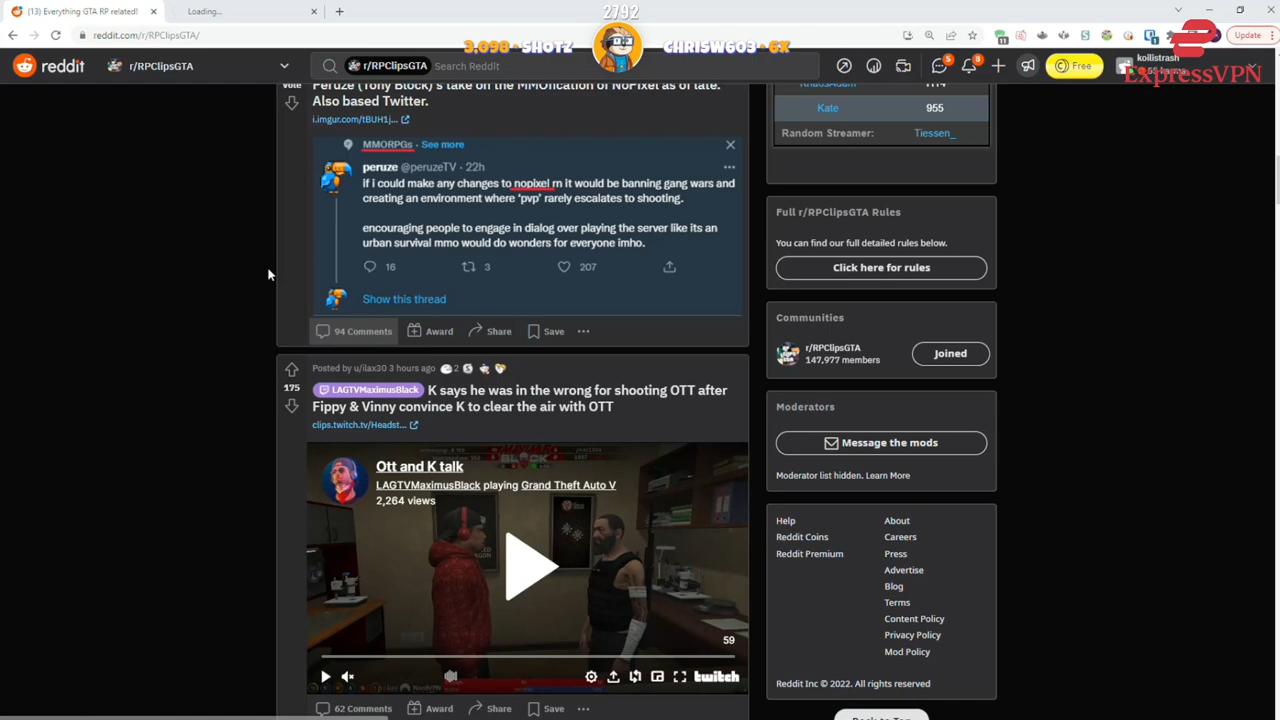 (13) Everything GTA RP related!
Loading...
2792
reddit.com/r/RPClipsGTA/
Update
3,098 - SHOTZ
CHRISW603 - 6X
ExpressVPN
reddit
r/RPClipsGTA
r/RPClipsGTA
Search Reddit
5
8
Free
koilistrash
vote
Peruze (Tony Block)'s take on the MMOfication of NoPixel as of late.
Also based Twitter.
i.imgur.com/tBUH1j...
MMORPGs · See more
peruze @peruzeTV · 22h
if i could make any changes to nopixel rn it would be banning gang wars and
creating an environment where 'pvp' rarely escalates to shooting.
encouraging people to engage in dialog over playing the server like its an
urban survival mmo would do wonders for everyone imho.
16
3
207
Show this thread
94 Comments
Award
Share
Save
Posted by u/ilax30 3 hours ago
2
175
LAGTVMaximusBlack
K says he was in the wrong for shooting OTT after
Fippy & Vinny convince K to clear the air with OTT
clips.twitch.tv/Headst...
Ott and K talk
LAGTVMaximusBlack playing Grand Theft Auto V
2,264 views
59
twitch
62 Comments
Award
Share
Save
Kate
955
Random Streamer:
Tiessen_
Full r/RPClipsGTA Rules
You can find our full detailed rules below.
Click here for rules
Communities
r/RPClipsGTA
147,977 members
Joined
Moderators
Message the mods
Moderator list hidden. Learn More
Help
About
Reddit Coins
Careers
Reddit Premium
Press
Advertise
Blog
Terms
Content Policy
Privacy Policy
Mod Policy
Reddit Inc © 2022. All rights reserved
Back to Top